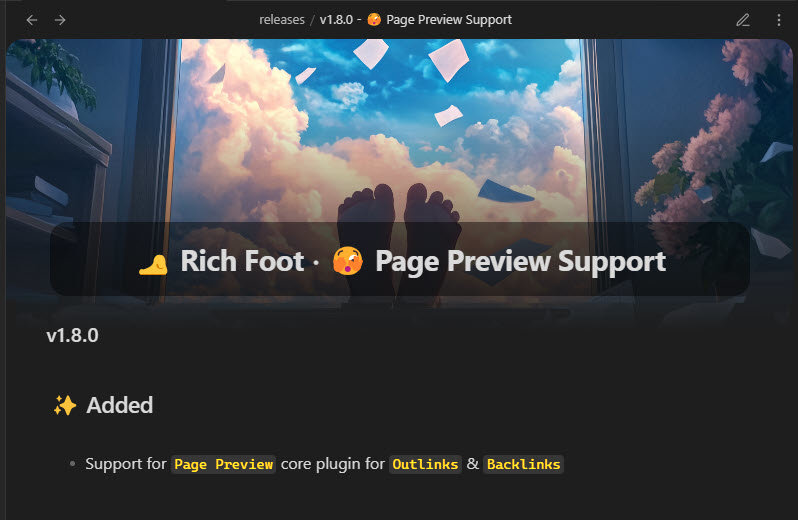 releases / v1.8.0 - 🥵 Page Preview Support
🦶 Rich Foot · 🥵 Page Preview Support
v1.8.0
✨ Added
• Support for Page Preview core plugin for Outlinks & Backlinks